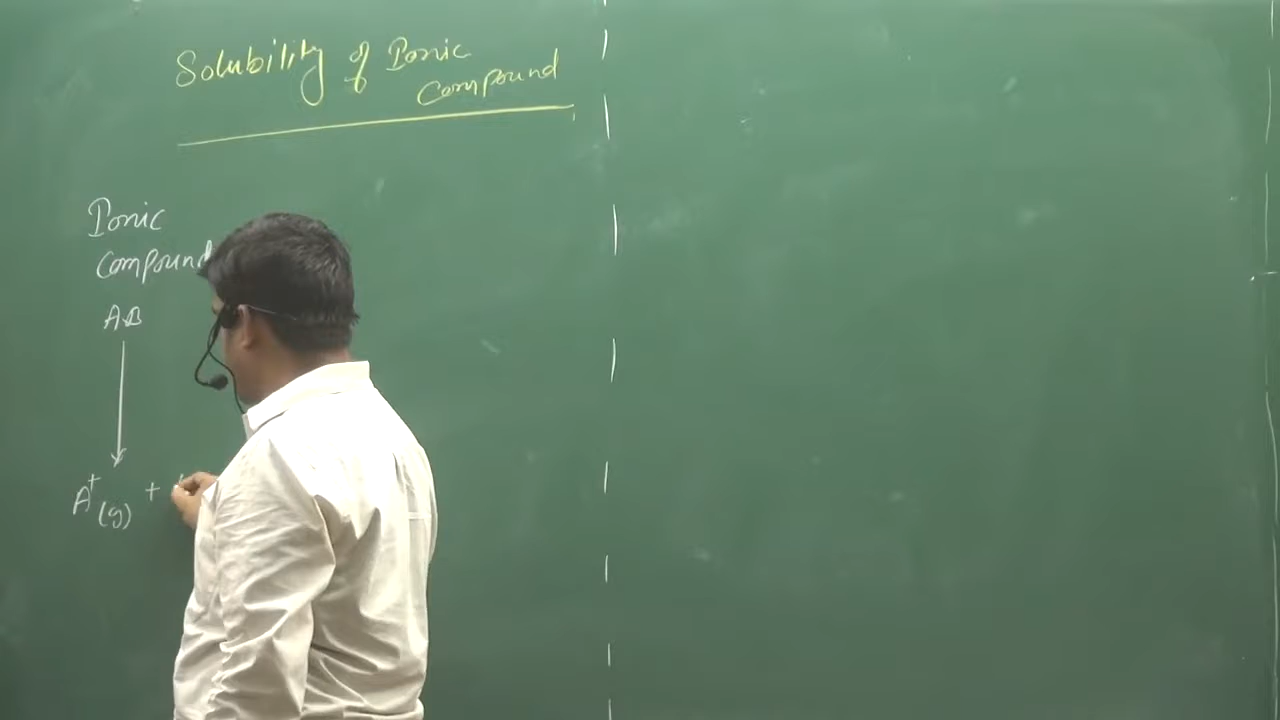 Solubility of Ionic
Compound
Ionic
Compound
AB
A⁺(g) +